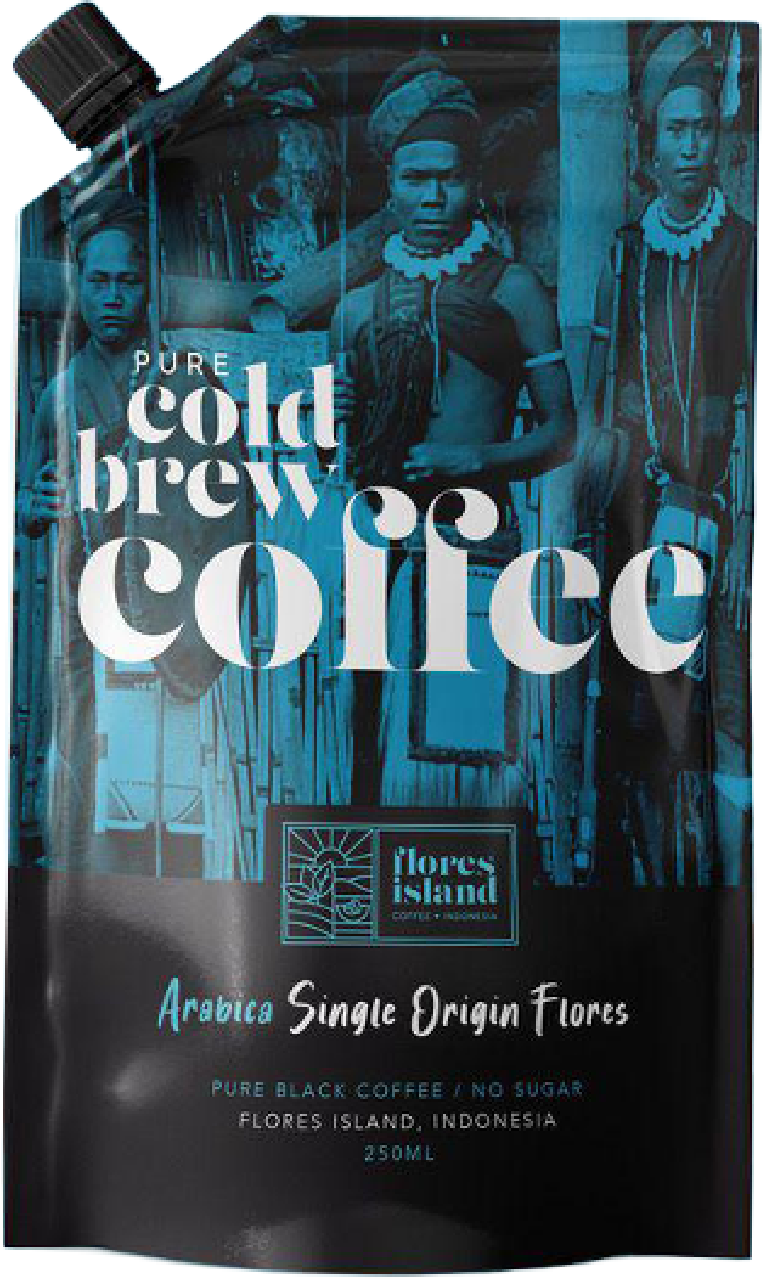 PURE
cold
brew
coffee
flores
island
COFFEE • INDONESIA
Arabica Single Origin Flores
PURE BLACK COFFEE / NO SUGAR
FLORES ISLAND, INDONESIA
250ML